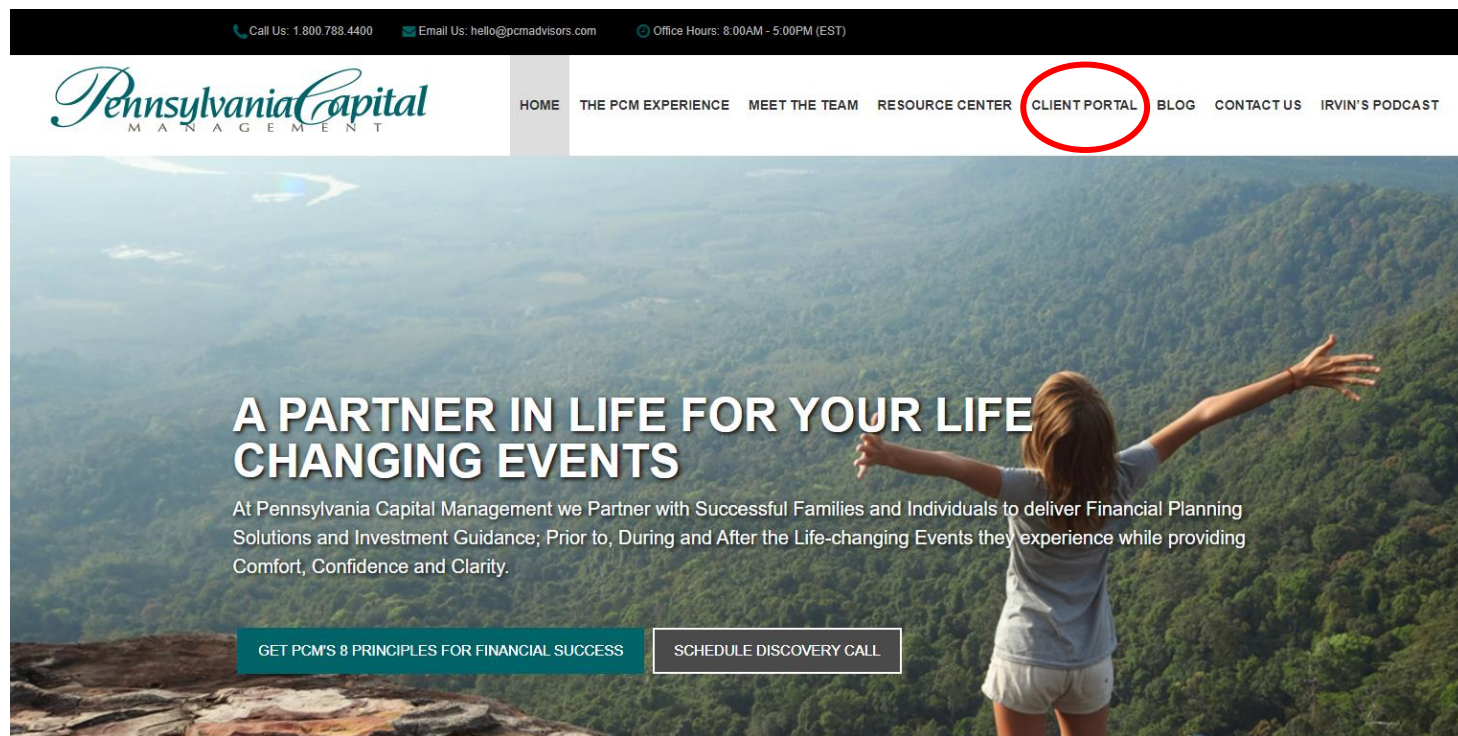 Call Us: 1.800.788.4400 Email Us: hello@pcmadvisors.com Office Hours: 8:00AM - 5:00PM (EST)
Pennsylvania Capital
MANAGEMENT
HOME THE PCM EXPERIENCE MEET THE TEAM RESOURCE CENTER CLIENT PORTAL BLOG CONTACT US IRVIN'S PODCAST
A PARTNER IN LIFE FOR YOUR LIFE
CHANGING EVENTS
At Pennsylvania Capital Management we Partner with Successful Families and Individuals to deliver Financial Planning
Solutions and Investment Guidance; Prior to, During and After the Life-changing Events they experience while providing
Comfort, Confidence and Clarity.
GET PCM'S 8 PRINCIPLES FOR FINANCIAL SUCCESS SCHEDULE DISCOVERY CALL